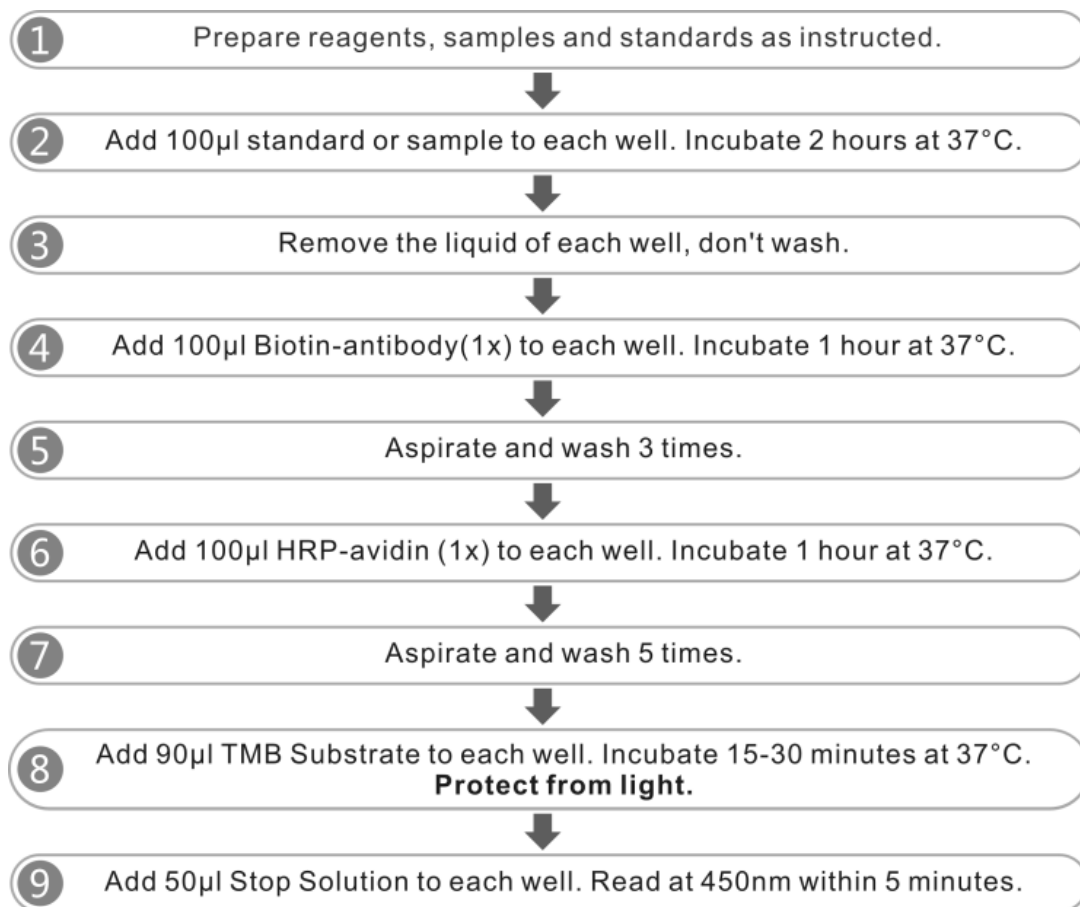 1 Prepare reagents, samples and standards as instructed.
2 Add 100µl standard or sample to each well. Incubate 2 hours at 37°C.
3 Remove the liquid of each well, don't wash.
4 Add 100µl Biotin-antibody(1x) to each well. Incubate 1 hour at 37°C.
5 Aspirate and wash 3 times.
6 Add 100µl HRP-avidin (1x) to each well. Incubate 1 hour at 37°C.
7 Aspirate and wash 5 times.
8 Add 90µl TMB Substrate to each well. Incubate 15-30 minutes at 37°C.
Protect from light.
9 Add 50µl Stop Solution to each well. Read at 450nm within 5 minutes.